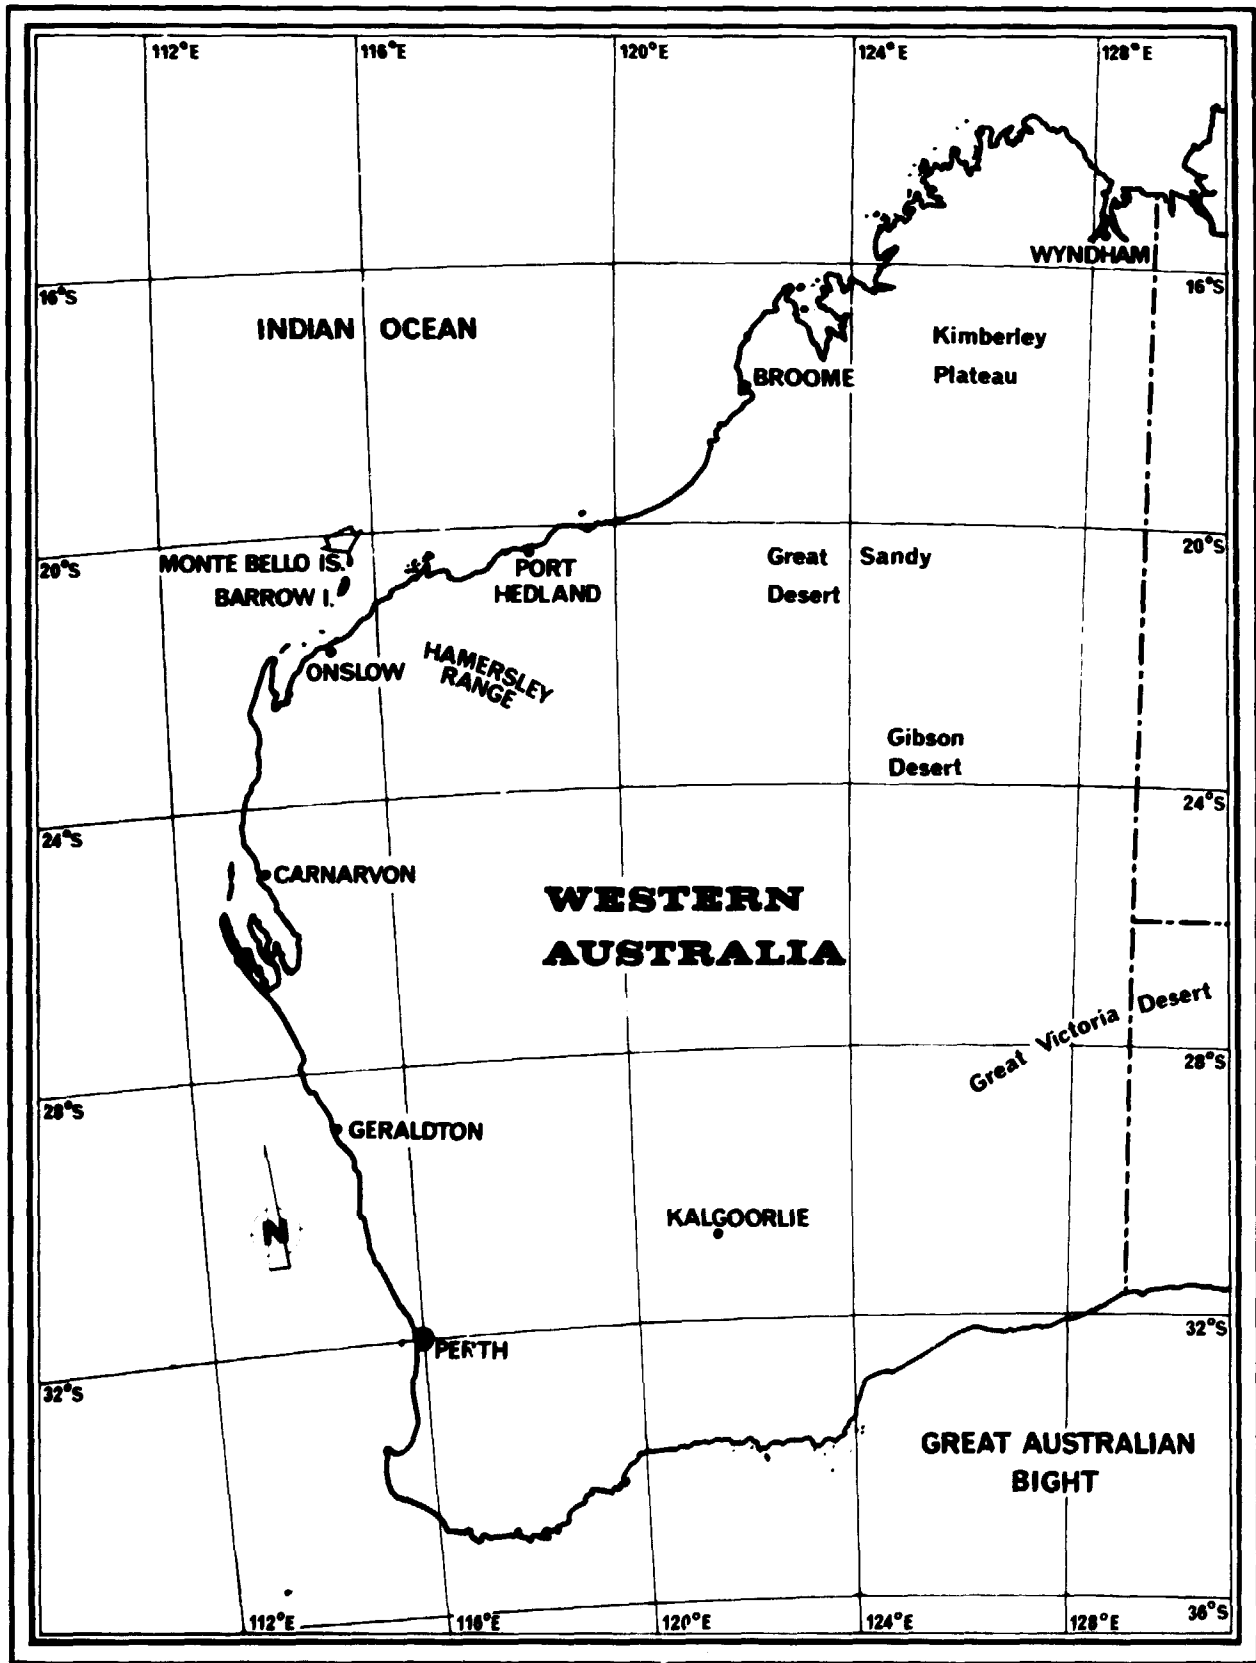 112°E
116°E
120°E
124°E
128°E
WYNDHAM
16°S
16°S
INDIAN OCEAN
Kimberley
Plateau
BROOME
20°S
20°S
MONTE BELLO IS.
BARROW I.
PORT
HEDLAND
Great Sandy
Desert
ONSLOW
HAMERSLEY
RANGE
Gibson
Desert
24°S
24°S
CARNARVON
WESTERN
AUSTRALIA
Great Victoria Desert
28°S
28°S
GERALDTON
KALGOORLIE
N
PERTH
32°S
32°S
GREAT AUSTRALIAN
BIGHT
36°S
112°E
116°E
120°E
124°E
128°E